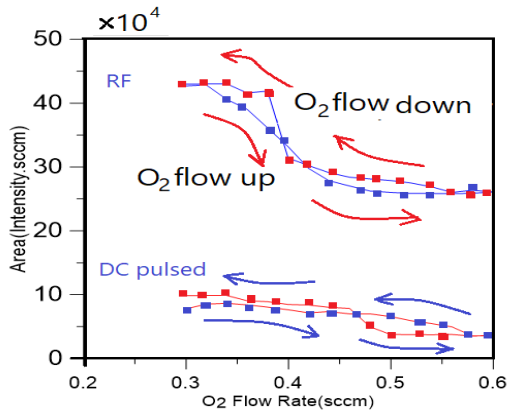 ×10⁴
50
RF
40
O₂ flow down
30
O₂ flow up
20
Area(Intensity.sccm)
DC pulsed
10
0
0.2 0.3 0.4 0.5 0.6
O₂ Flow Rate(sccm)